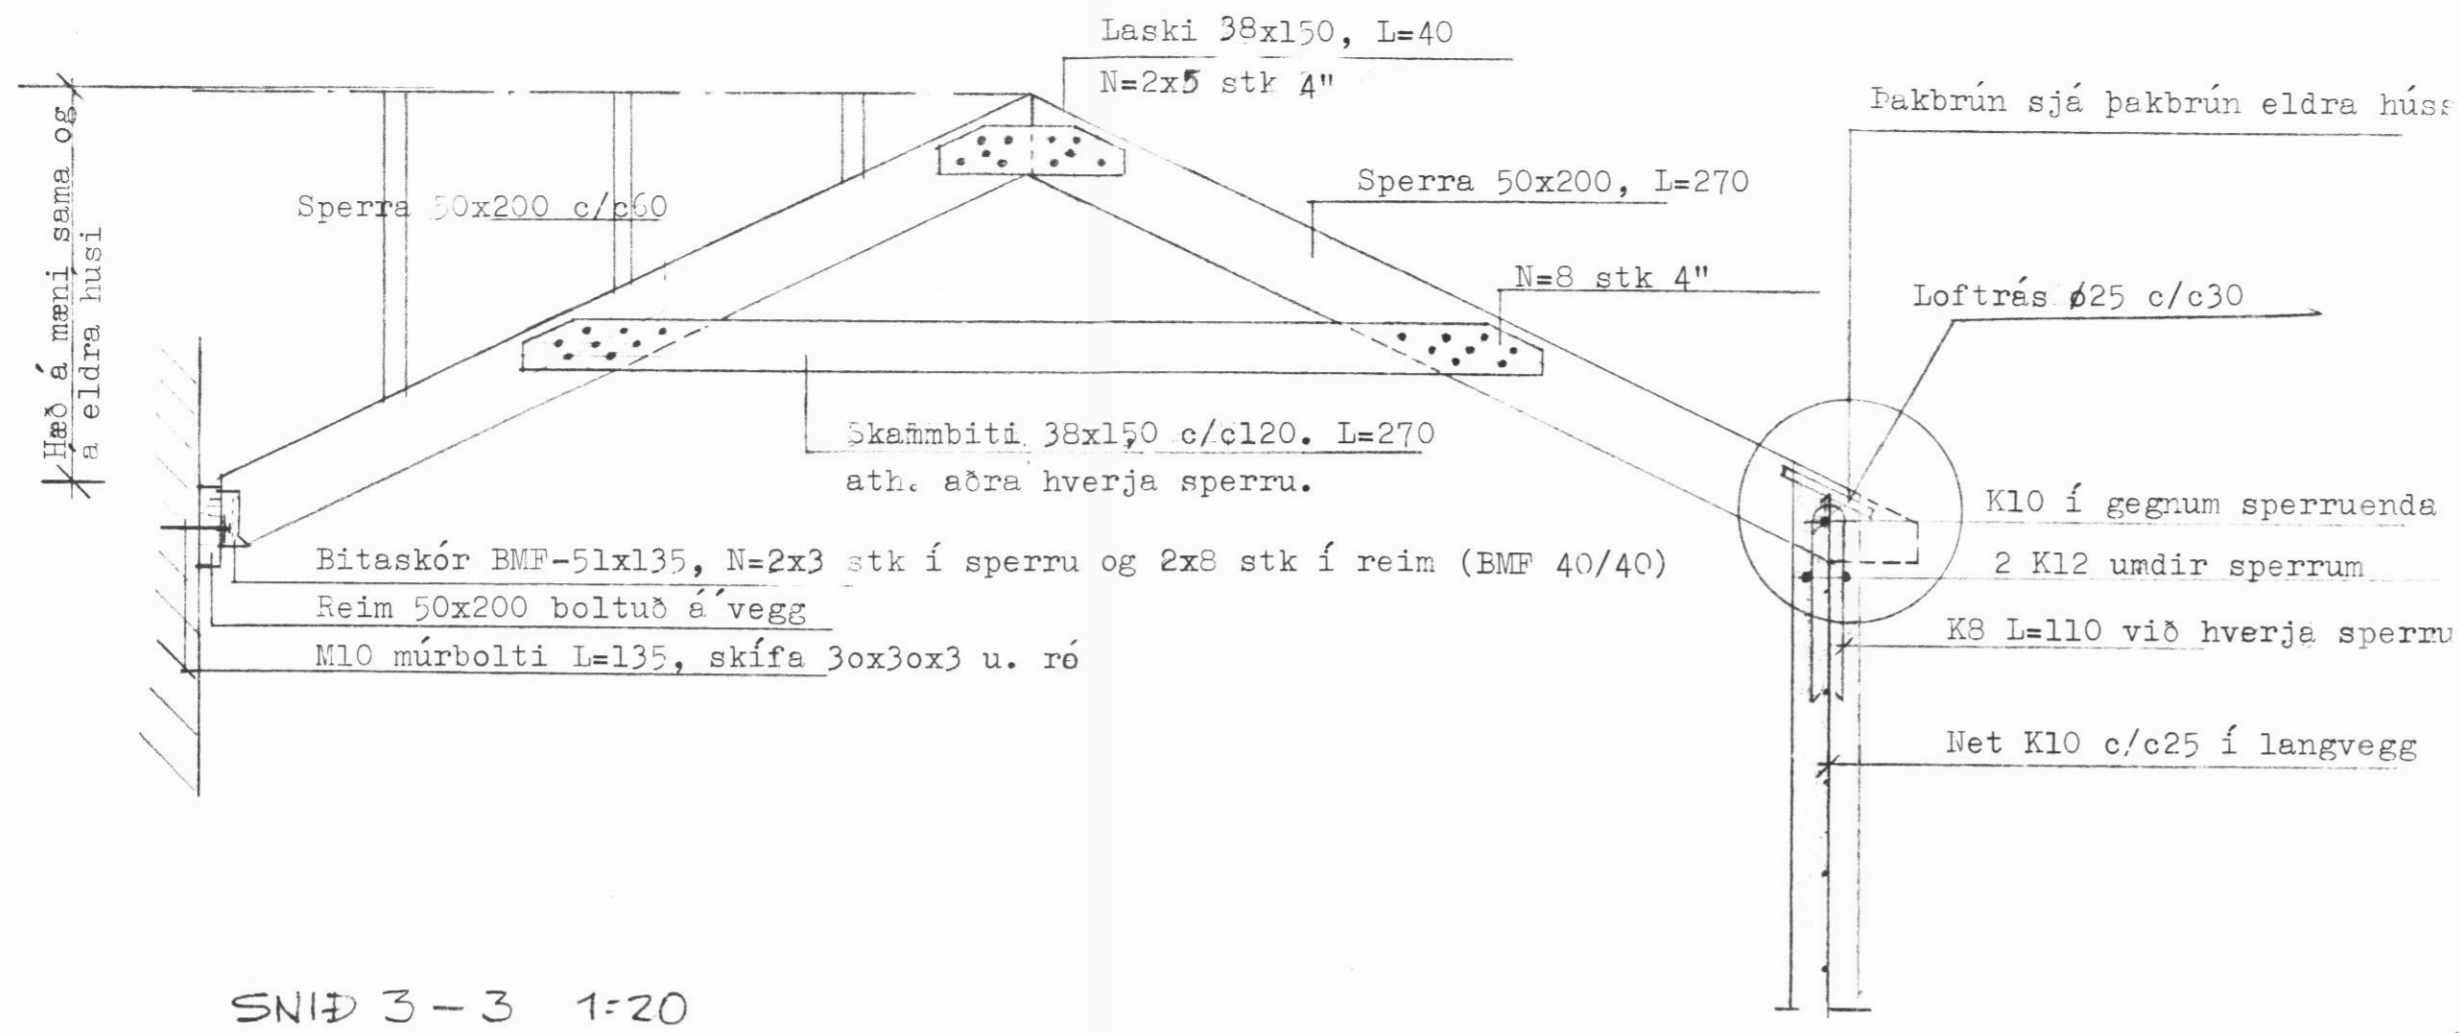 Laski 38x150, L=40
N=2x5 stk 4"
Þakbrún sjá þakbrún eldra húss
Hæð á mæni sama og
á eldra húsi
Sperra 50x200 c/c60
Sperra 50x200, L=270
N=8 stk 4"
Loftrás ø25 c/c30
Skammbiti 38x150 c/c120. L=270
ath. aðra hverja sperru.
K10 í gegnum sperruenda
Bitaskór BMF-51x135, N=2x3 stk í sperru og 2x8 stk í reim (BMF 40/40)
2 K12 undir sperrum
Reim 50x200 boltuð á vegg
K8 L=110 við hverja sperru
M10 múrbolti L=135, skífa 3ox3ox3 u. ró
Net K10 c/c25 í langvegg
SNIÐ 3-3 1:20